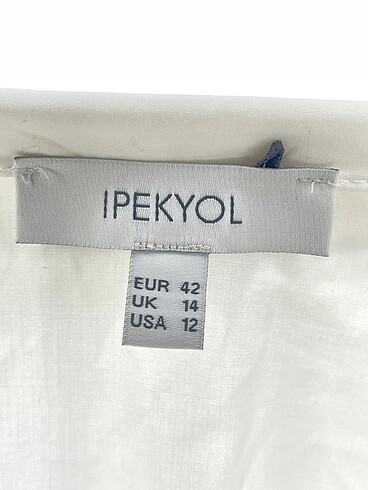 IPEKYOL
EUR 42
UK 14
USA 12